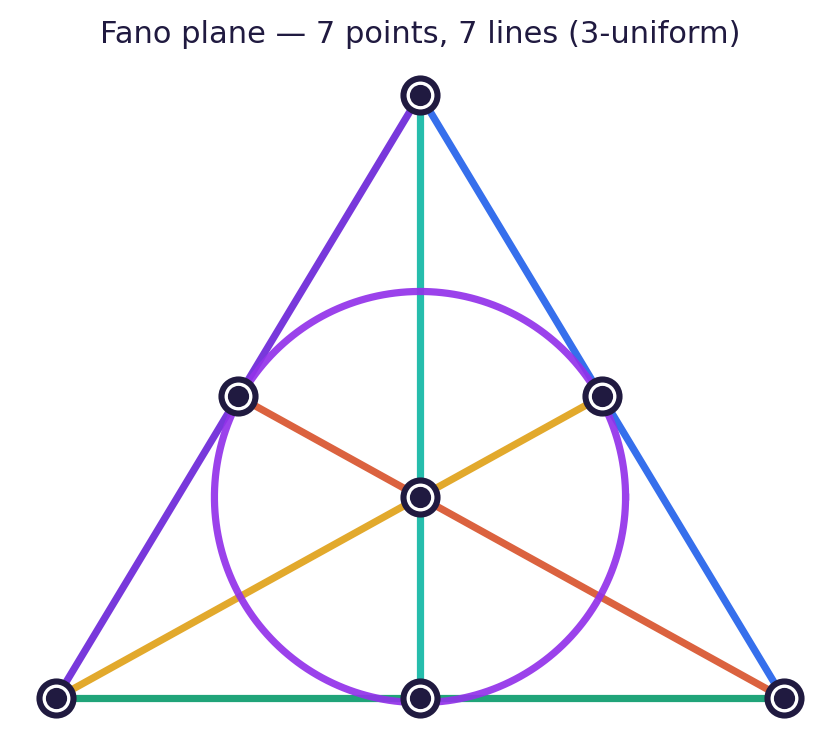 Fano plane — 7 points, 7 lines (3-uniform)